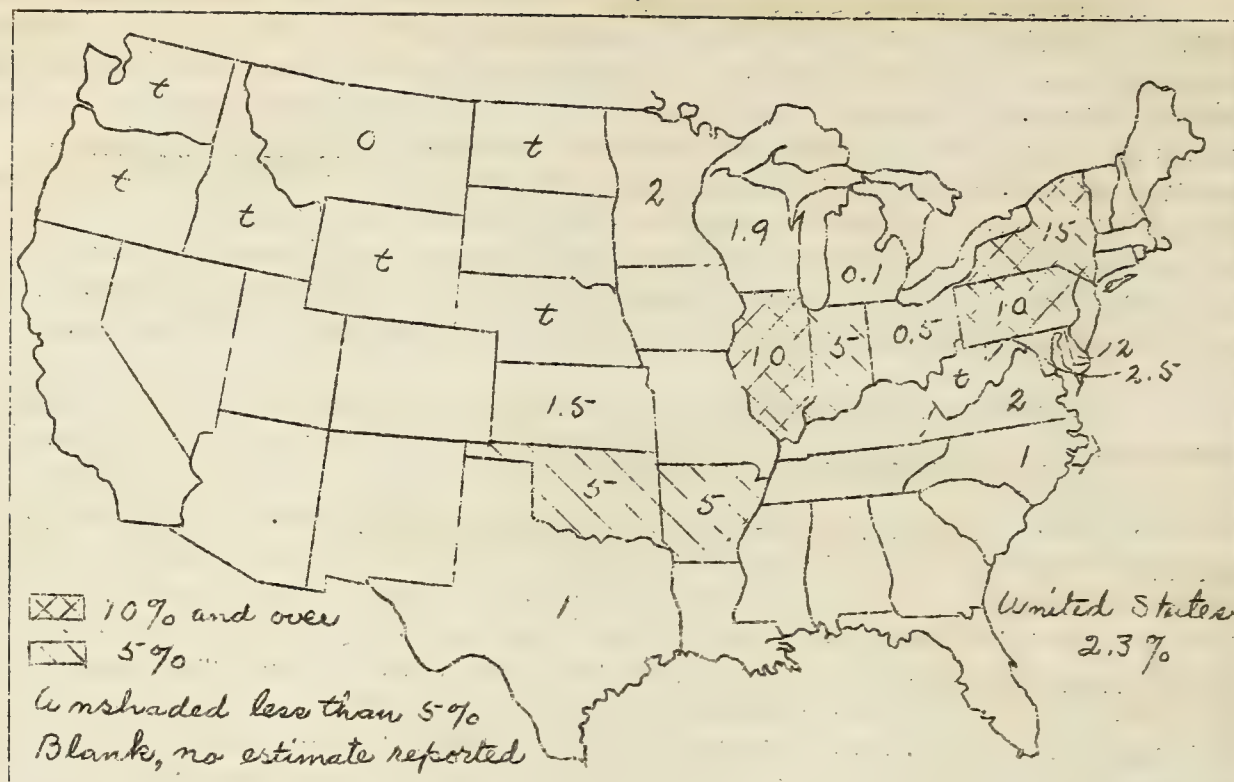 t
0
t
2
t
t
t
1.9
15
0.1
t
10
0.5
10
5
12
2.5
t
1.5
2
1
5
5
1
10% and over
5%
Unshaded less than 5%
Blank, no estimate reported
United States
2.3%